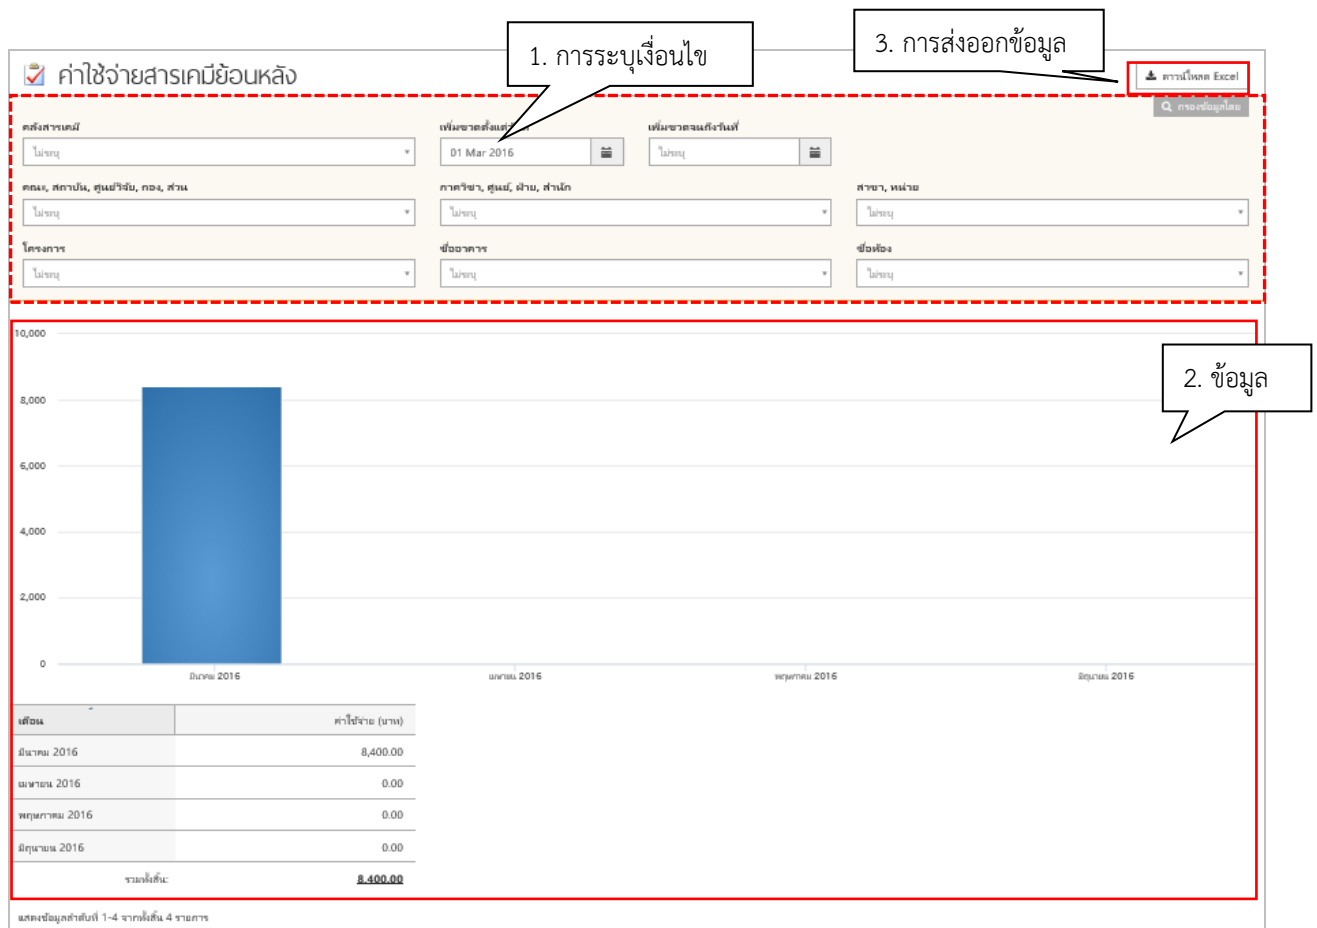 1. การระบุเงื่อนไข
3. การส่งออกข้อมูล
ค่าใช้จ่ายสารเคมีย้อนหลัง
ดาวน์โหลด Excel
กรองข้อมูลโดย
คลังสารเคมี
เพิ่มขวดตั้งแต่
เพิ่มขวดจนถึงวันที่
ไม่ระบุ
01 Mar 2016
ไม่ระบุ
คณะ, สถาบัน, ศูนย์วิจัย, กอง, ส่วน
ภาควิชา, ศูนย์, ฝ่าย, สำนัก
สาขา, หน่วย
ไม่ระบุ
ไม่ระบุ
ไม่ระบุ
โครงการ
ชื่ออาคาร
ชื่อห้อง
ไม่ระบุ
ไม่ระบุ
ไม่ระบุ
10,000
2. ข้อมูล
8,000
6,000
4,000
2,000
0
มีนาคม 2016
เมษายน 2016
พฤษภาคม 2016
มิถุนายน 2016
เดือน ค่าใช้จ่าย (บาท)
มีนาคม 2016 8,400.00
เมษายน 2016 0.00
พฤษภาคม 2016 0.00
มิถุนายน 2016 0.00
รวมทั้งสิ้น: 8,400.00
แสดงข้อมูลลำดับที่ 1-4 จากทั้งสิ้น 4 รายการ